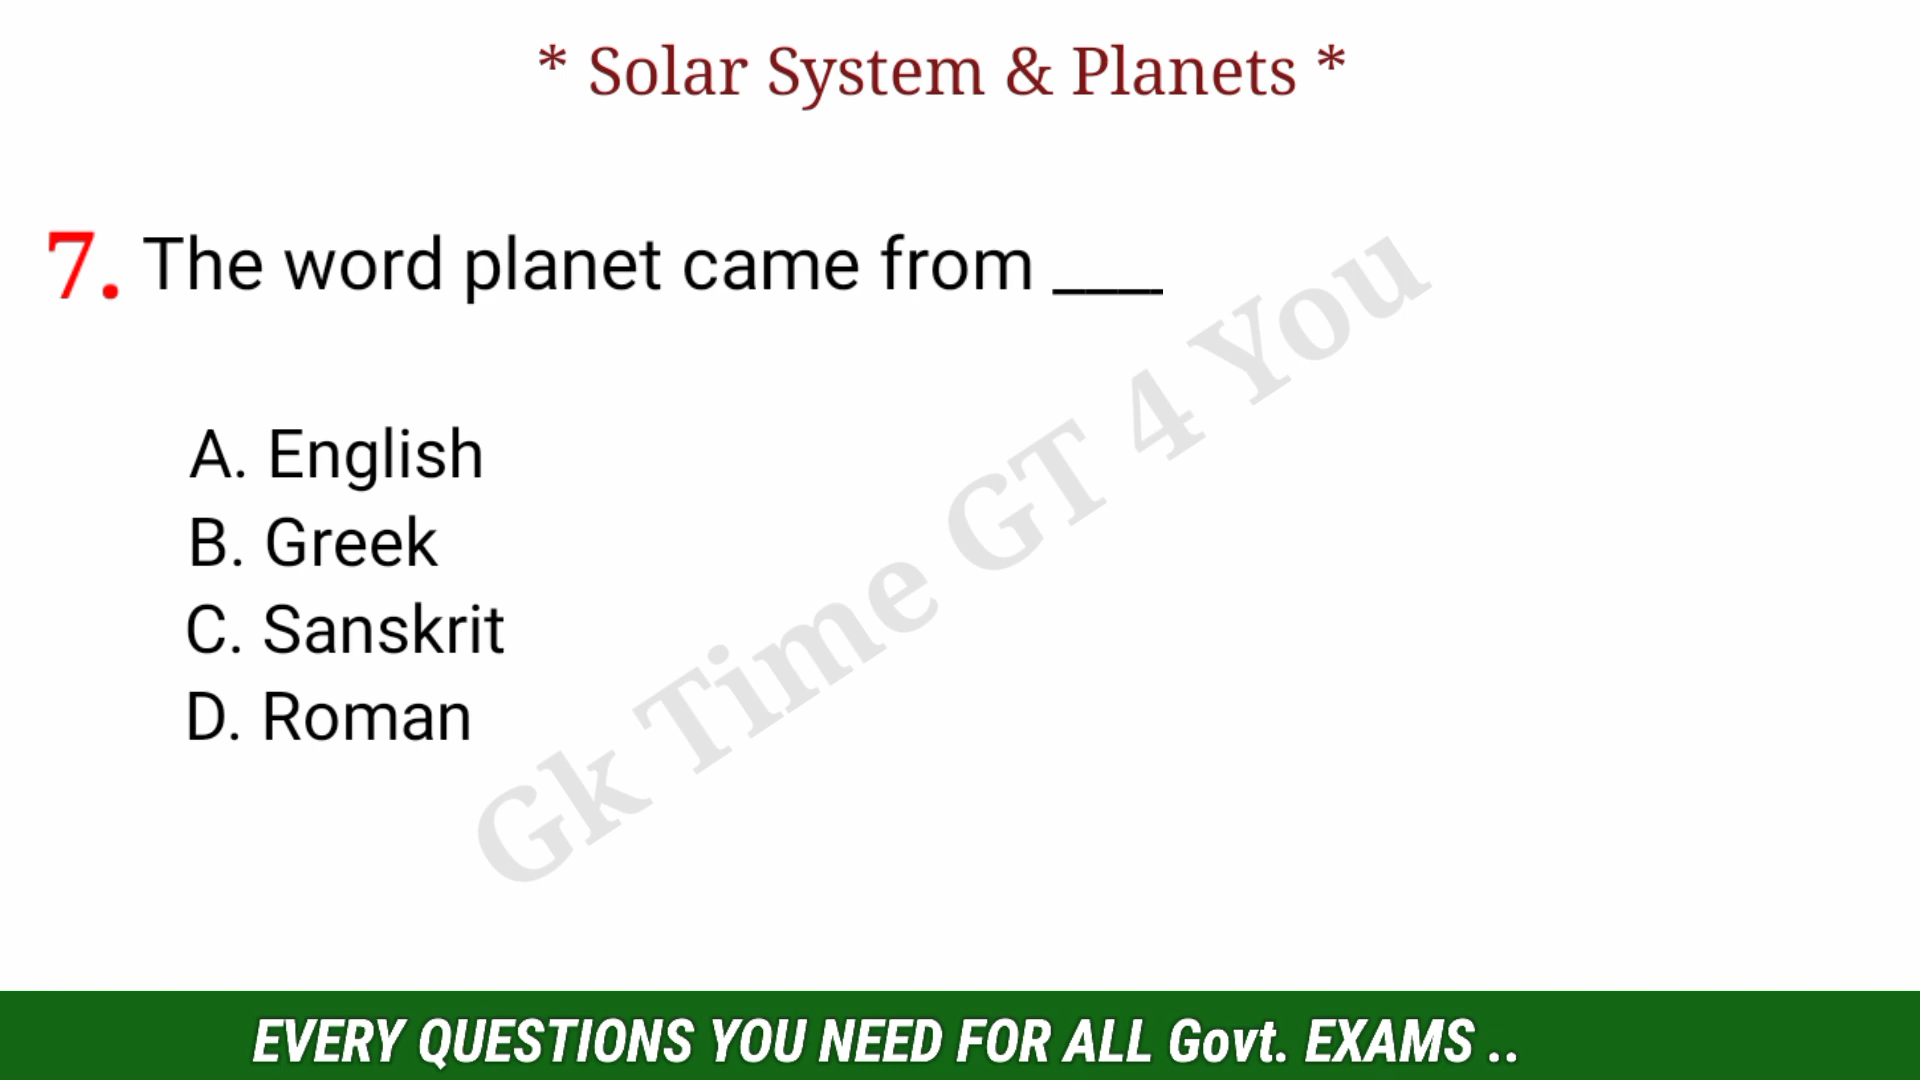 * Solar System & Planets *
7. The word planet came from ____
A. English
B. Greek
C. Sanskrit
D. Roman
Gk Time GT 4 You
EVERY QUESTIONS YOU NEED FOR ALL Govt. EXAMS ..